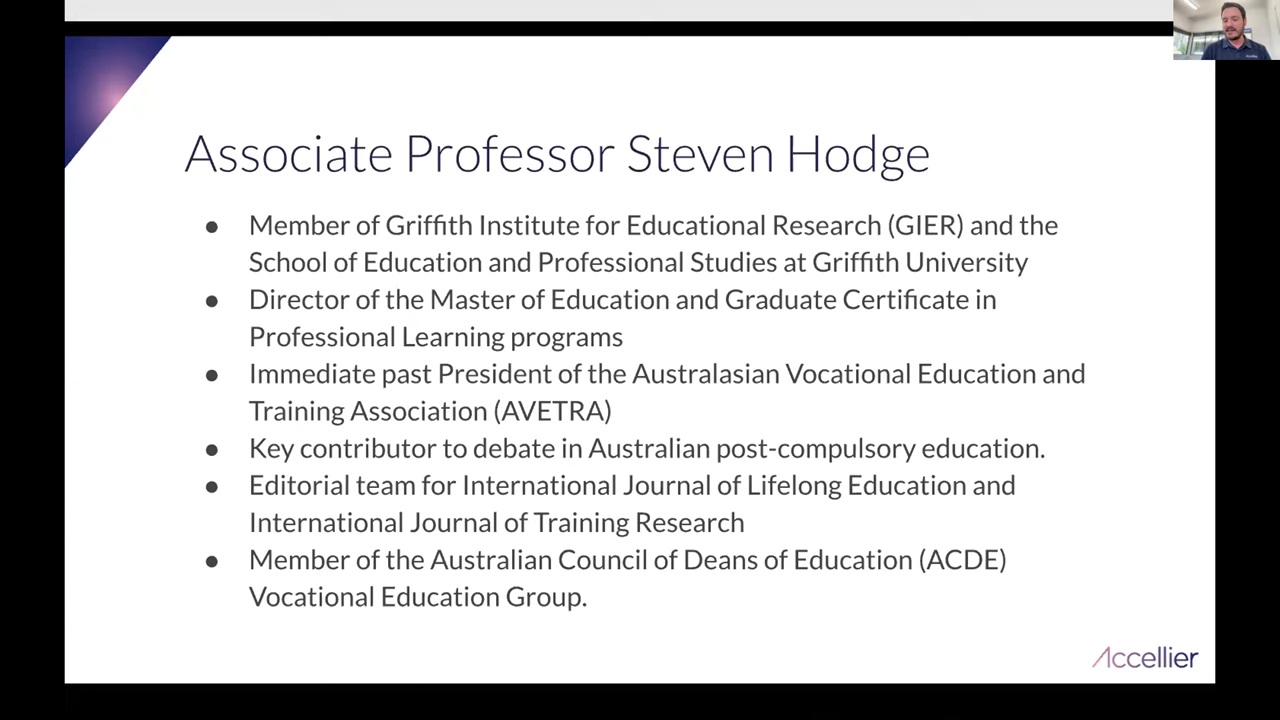 Associate Professor Steven Hodge
● Member of Griffith Institute for Educational Research (GIER) and the
School of Education and Professional Studies at Griffith University
● Director of the Master of Education and Graduate Certificate in
Professional Learning programs
● Immediate past President of the Australasian Vocational Education and
Training Association (AVETRA)
● Key contributor to debate in Australian post-compulsory education.
● Editorial team for International Journal of Lifelong Education and
International Journal of Training Research
● Member of the Australian Council of Deans of Education (ACDE)
Vocational Education Group.
Accellier